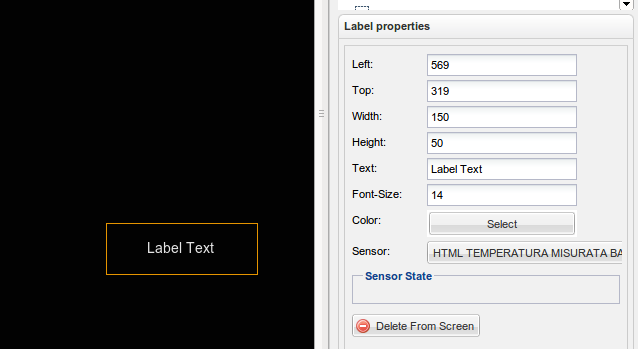 Label properties
Left: 569
Top: 319
Width: 150
Height: 50
Text: Label Text
Font-Size: 14
Color: Select
Sensor: HTML TEMPERATURA MISURATA BA
Sensor State
Delete From Screen
Label Text